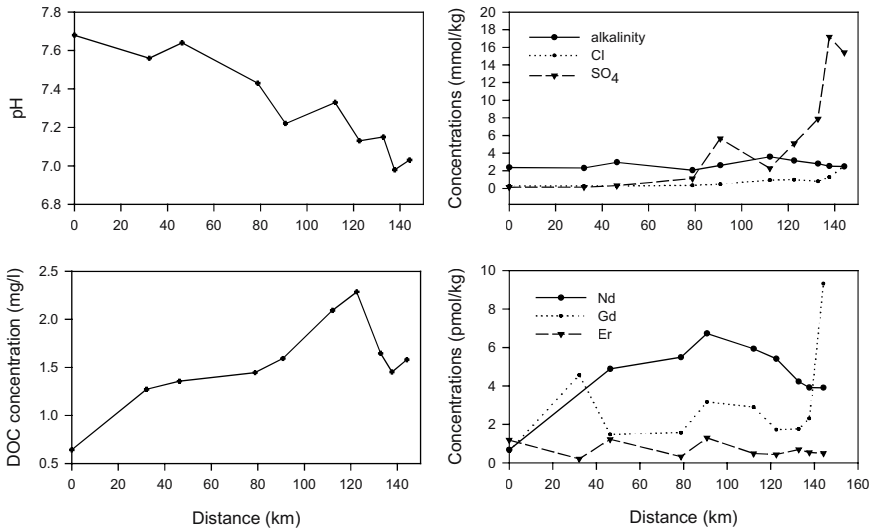 pH
7.8
7.6
7.4
7.2
7.0
6.8
0 20 40 60 80 100 120 140
Concentrations (mmol/kg)
20
18
16
14
12
10
8
6
4
2
0
alkalinity
Cl
SO4
0 20 40 60 80 100 120 140
DOC concentration (mg/l)
2.5
2.0
1.5
1.0
0.5
0 20 40 60 80 100 120 140
Distance (km)
Concentrations (pmol/kg)
10
8
6
4
2
0
Nd
Gd
Er
0 20 40 60 80 100 120 140 160
Distance (km)